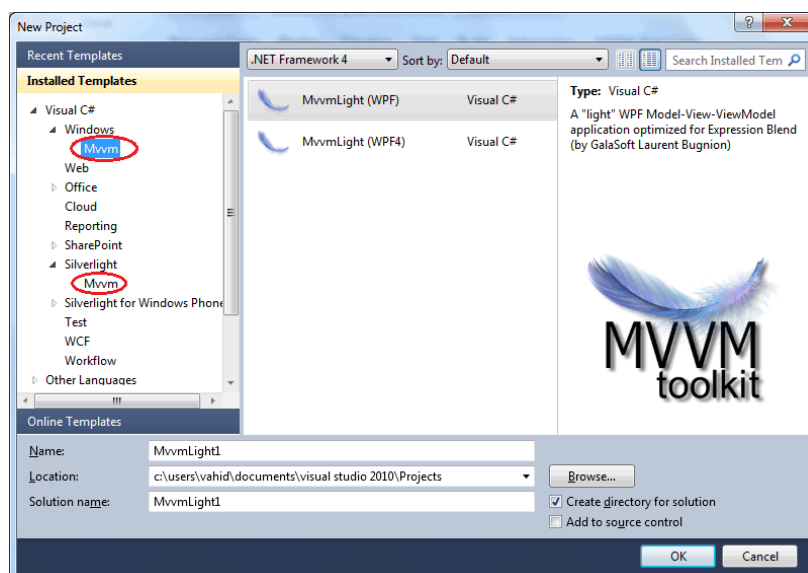 New Project
Recent Templates
Installed Templates
Visual C#
Windows
Mvvm
Web
Office
Cloud
Reporting
SharePoint
Silverlight
Mvvm
Silverlight for Windows Phone
Test
WCF
Workflow
Other Languages
Online Templates
.NET Framework 4
Sort by:
Default
Search Installed Tem
MvvmLight (WPF) Visual C#
MvvmLight (WPF4) Visual C#
Type: Visual C#
A "light" WPF Model-View-ViewModel
application optimized for Expression Blend
(by GalaSoft Laurent Bugnion)
MVVM
toolkit
Name: MvvmLight1
Location: c:\users\vahid\documents\visual studio 2010\Projects
Browse...
Solution name: MvvmLight1
Create directory for solution
Add to source control
OK
Cancel